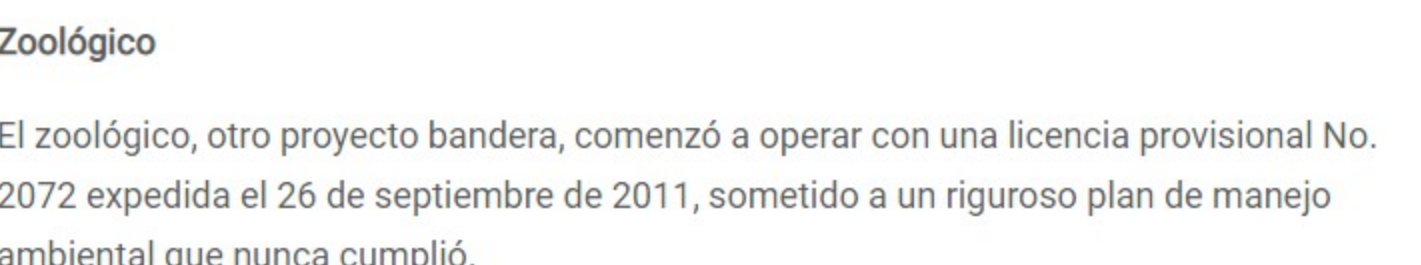 Zoológico
El zoológico, otro proyecto bandera, comenzó a operar con una licencia provisional No.
2072 expedida el 26 de septiembre de 2011, sometido a un riguroso plan de manejo
ambiental que nunca cumplió.